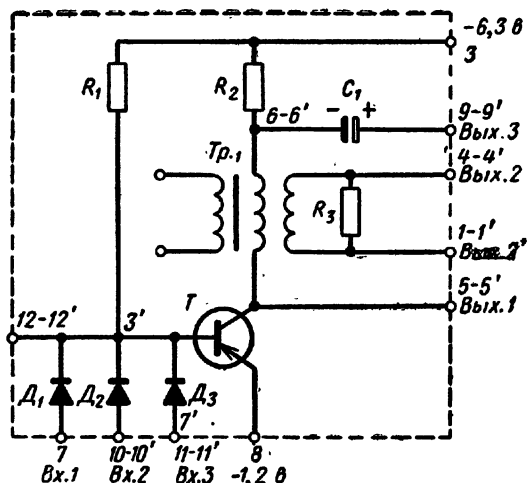 -6,3 в
3
R₁
R₂
C₁
- +
6-6'
9-9'
Вых.3
4-4'
Вых.2
Тр.₁
R₃
1-1'
5-5'
Вых.1
12-12'
3'
Т
Д₁
Д₂
Д₃
7'
7
Вх.1
10-10'
Вх.2
11-11'
Вх.3
8
-1,2 в